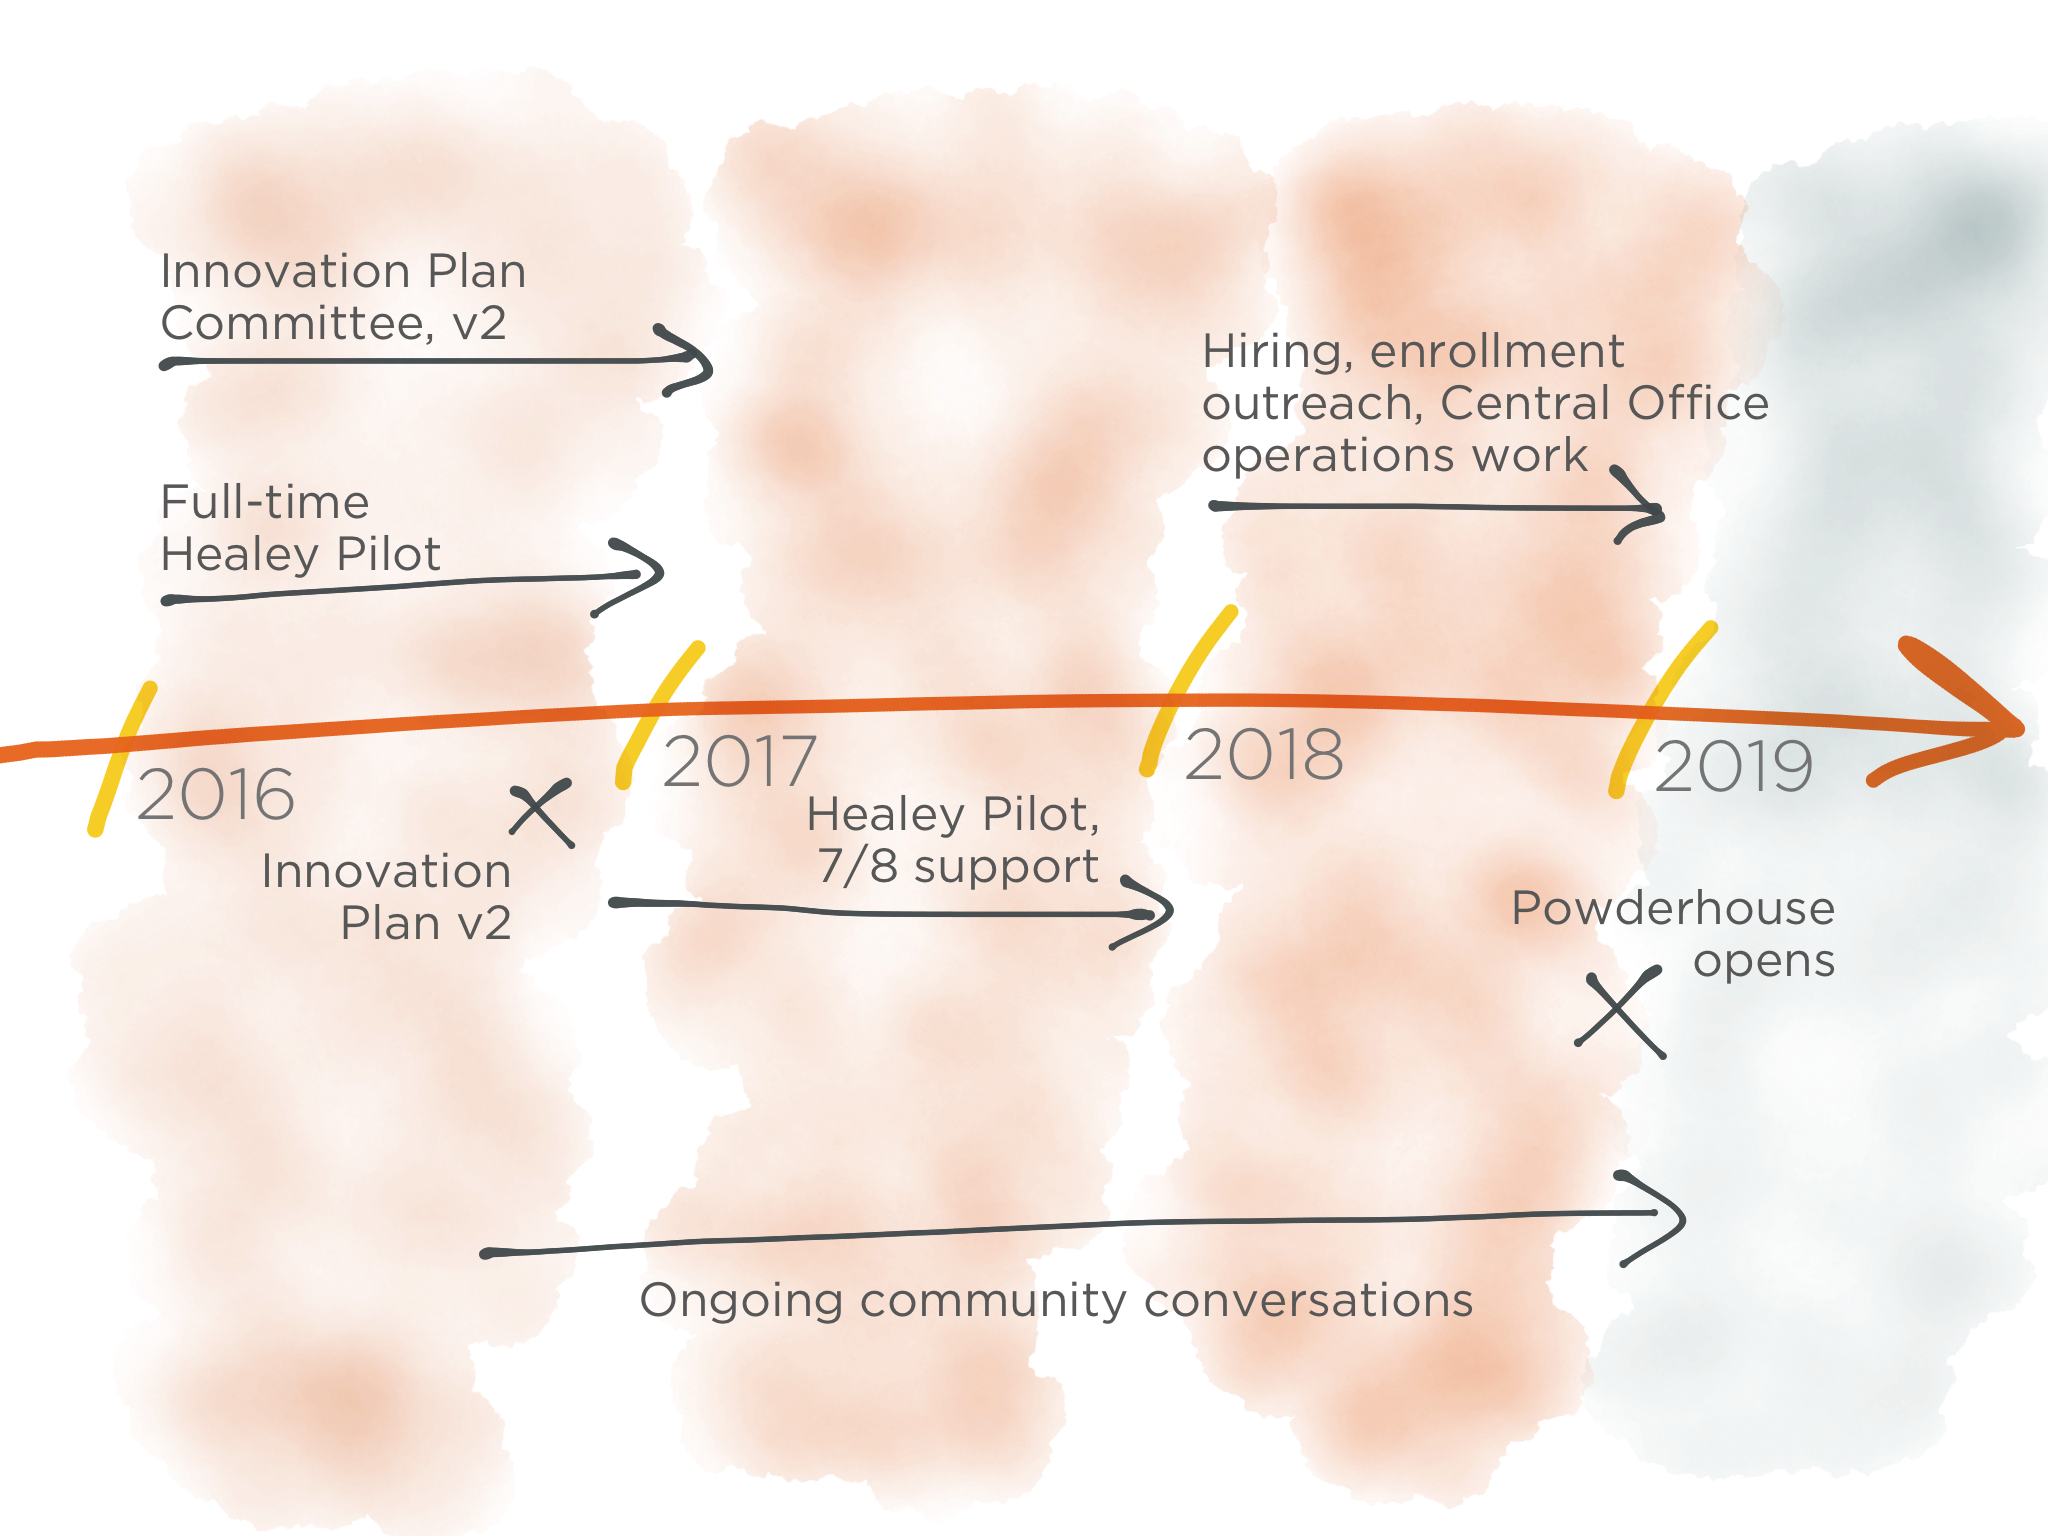 Innovation Plan
Committee, v2
Full-time
Healey Pilot
Hiring, enrollment
outreach, Central Office
operations work
2016
2017
2018
2019
Innovation
Plan v2
Healey Pilot,
7/8 support
Powderhouse
opens
Ongoing community conversations